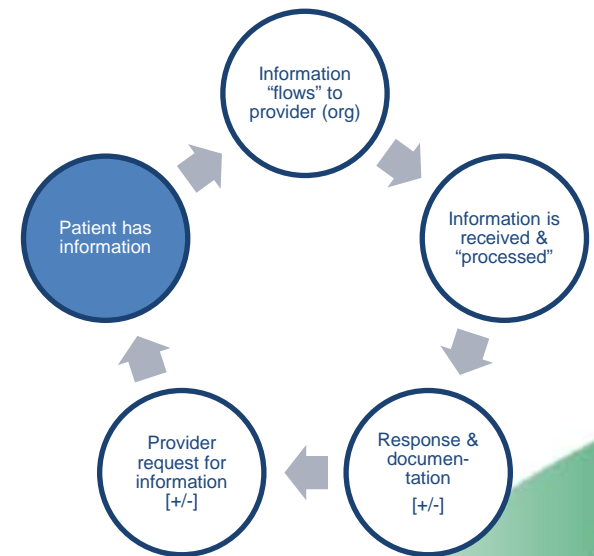 Information
“flows” to
provider (org)
Patient has
information
Information is
received &
“processed”
Provider
request for
information
[+/-]
Response &
documen-
tation
[+/-]